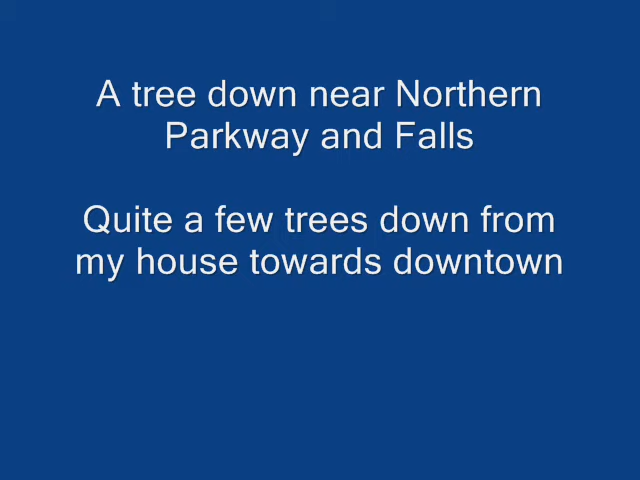 A tree down near Northern
Parkway and Falls
Quite a few trees down from
my house towards downtown